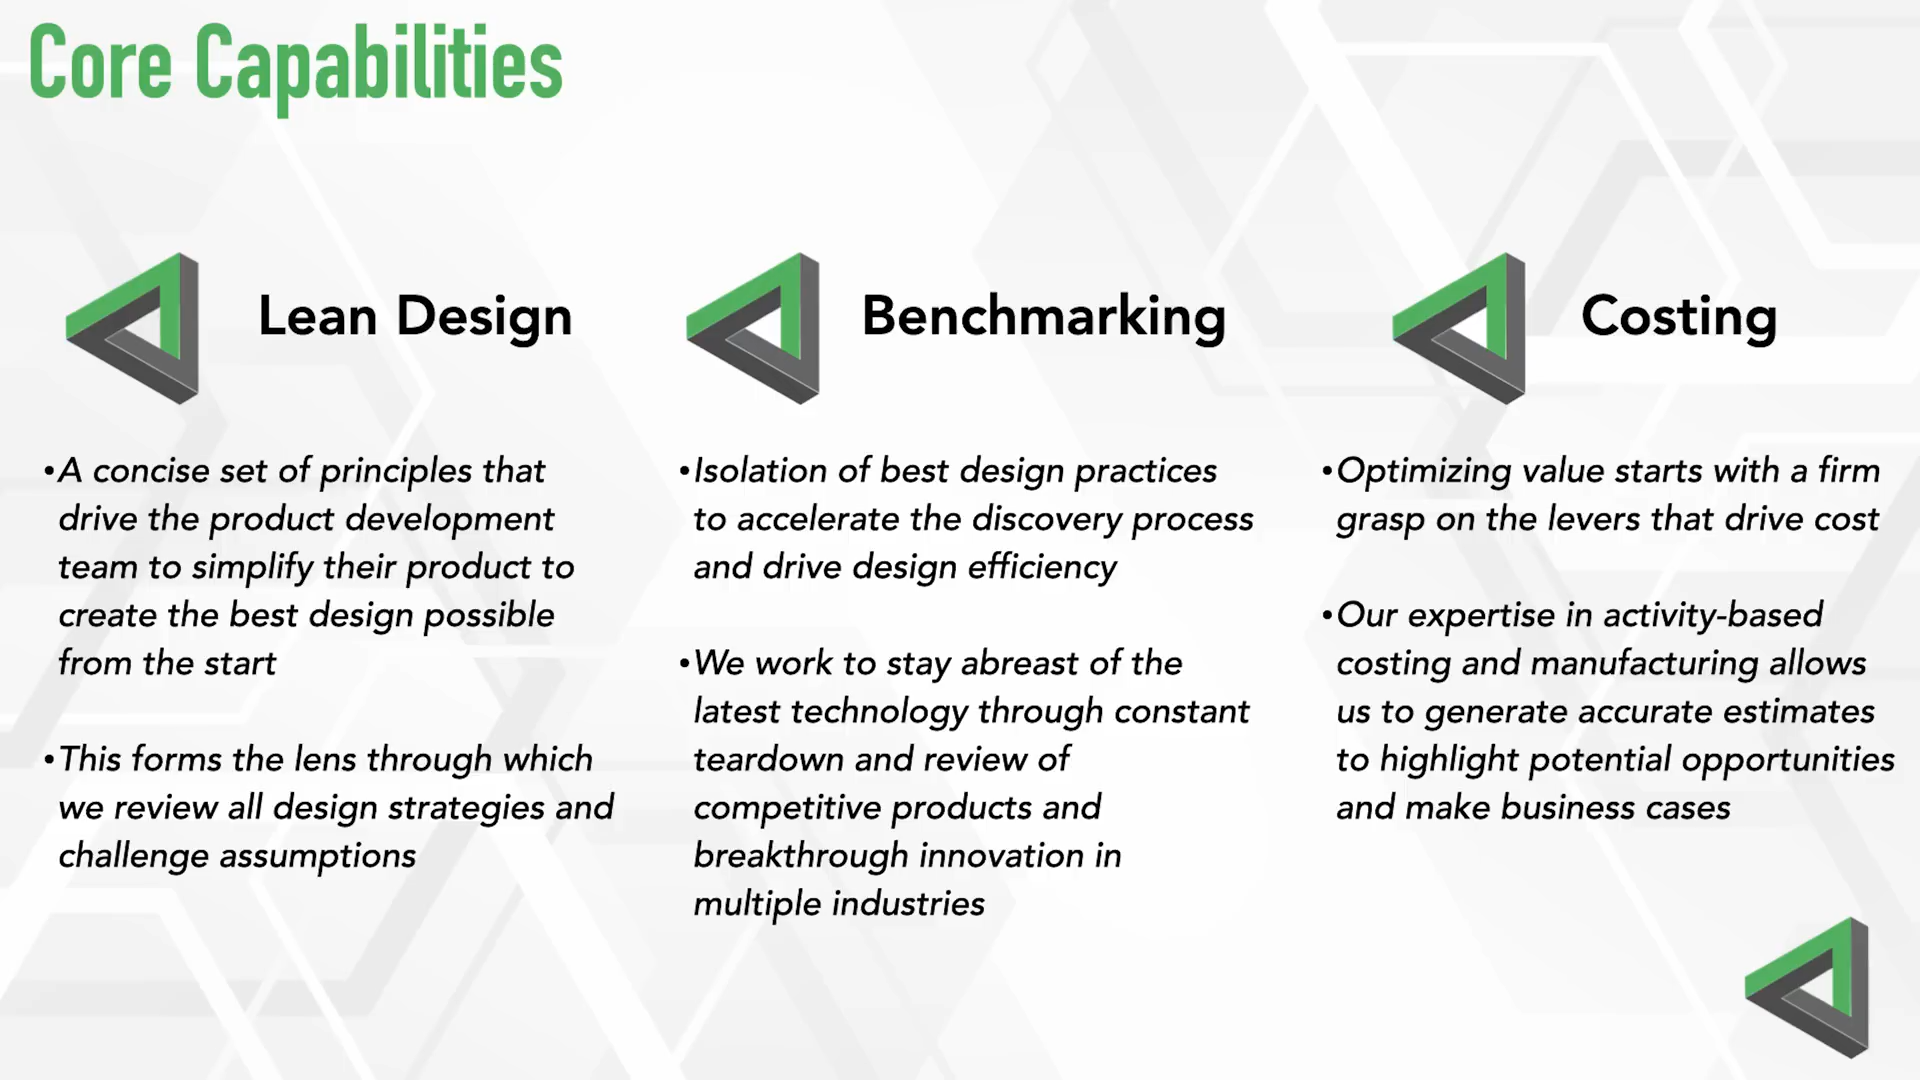 Core Capabilities
Lean Design
•A concise set of principles that
drive the product development
team to simplify their product to
create the best design possible
from the start
•This forms the lens through which
we review all design strategies and
challenge assumptions
Benchmarking
•Isolation of best design practices
to accelerate the discovery process
and drive design efficiency
•We work to stay abreast of the
latest technology through constant
teardown and review of
competitive products and
breakthrough innovation in
multiple industries
Costing
•Optimizing value starts with a firm
grasp on the levers that drive cost
•Our expertise in activity-based
costing and manufacturing allows
us to generate accurate estimates
to highlight potential opportunities
and make business cases